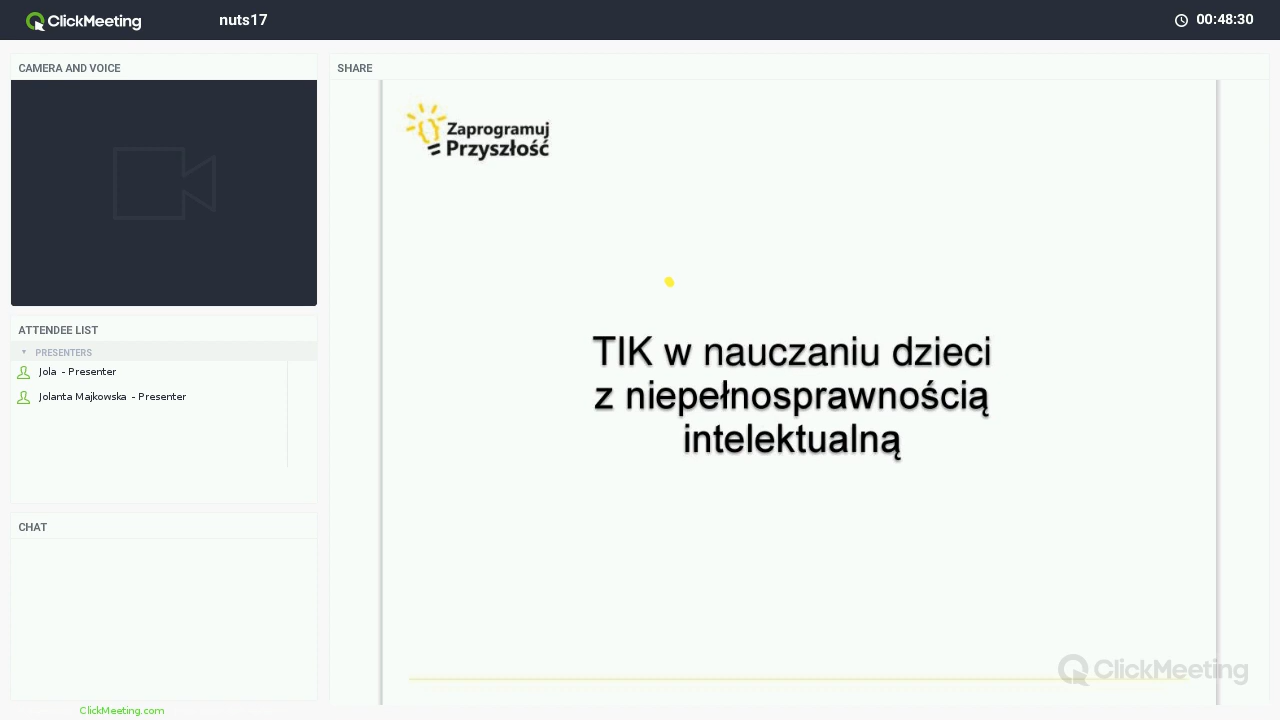 ClickMeeting
nuts17
00:48:30
CAMERA AND VOICE
SHARE
Zaprogramuj
Przyszłość
TIK w nauczaniu dzieci
z niepełnosprawnością
intelektualną
ATTENDEE LIST
PRESENTERS
Jola - Presenter
Jolanta Majkowska - Presenter
CHAT
ClickMeeting
ClickMeeting.com